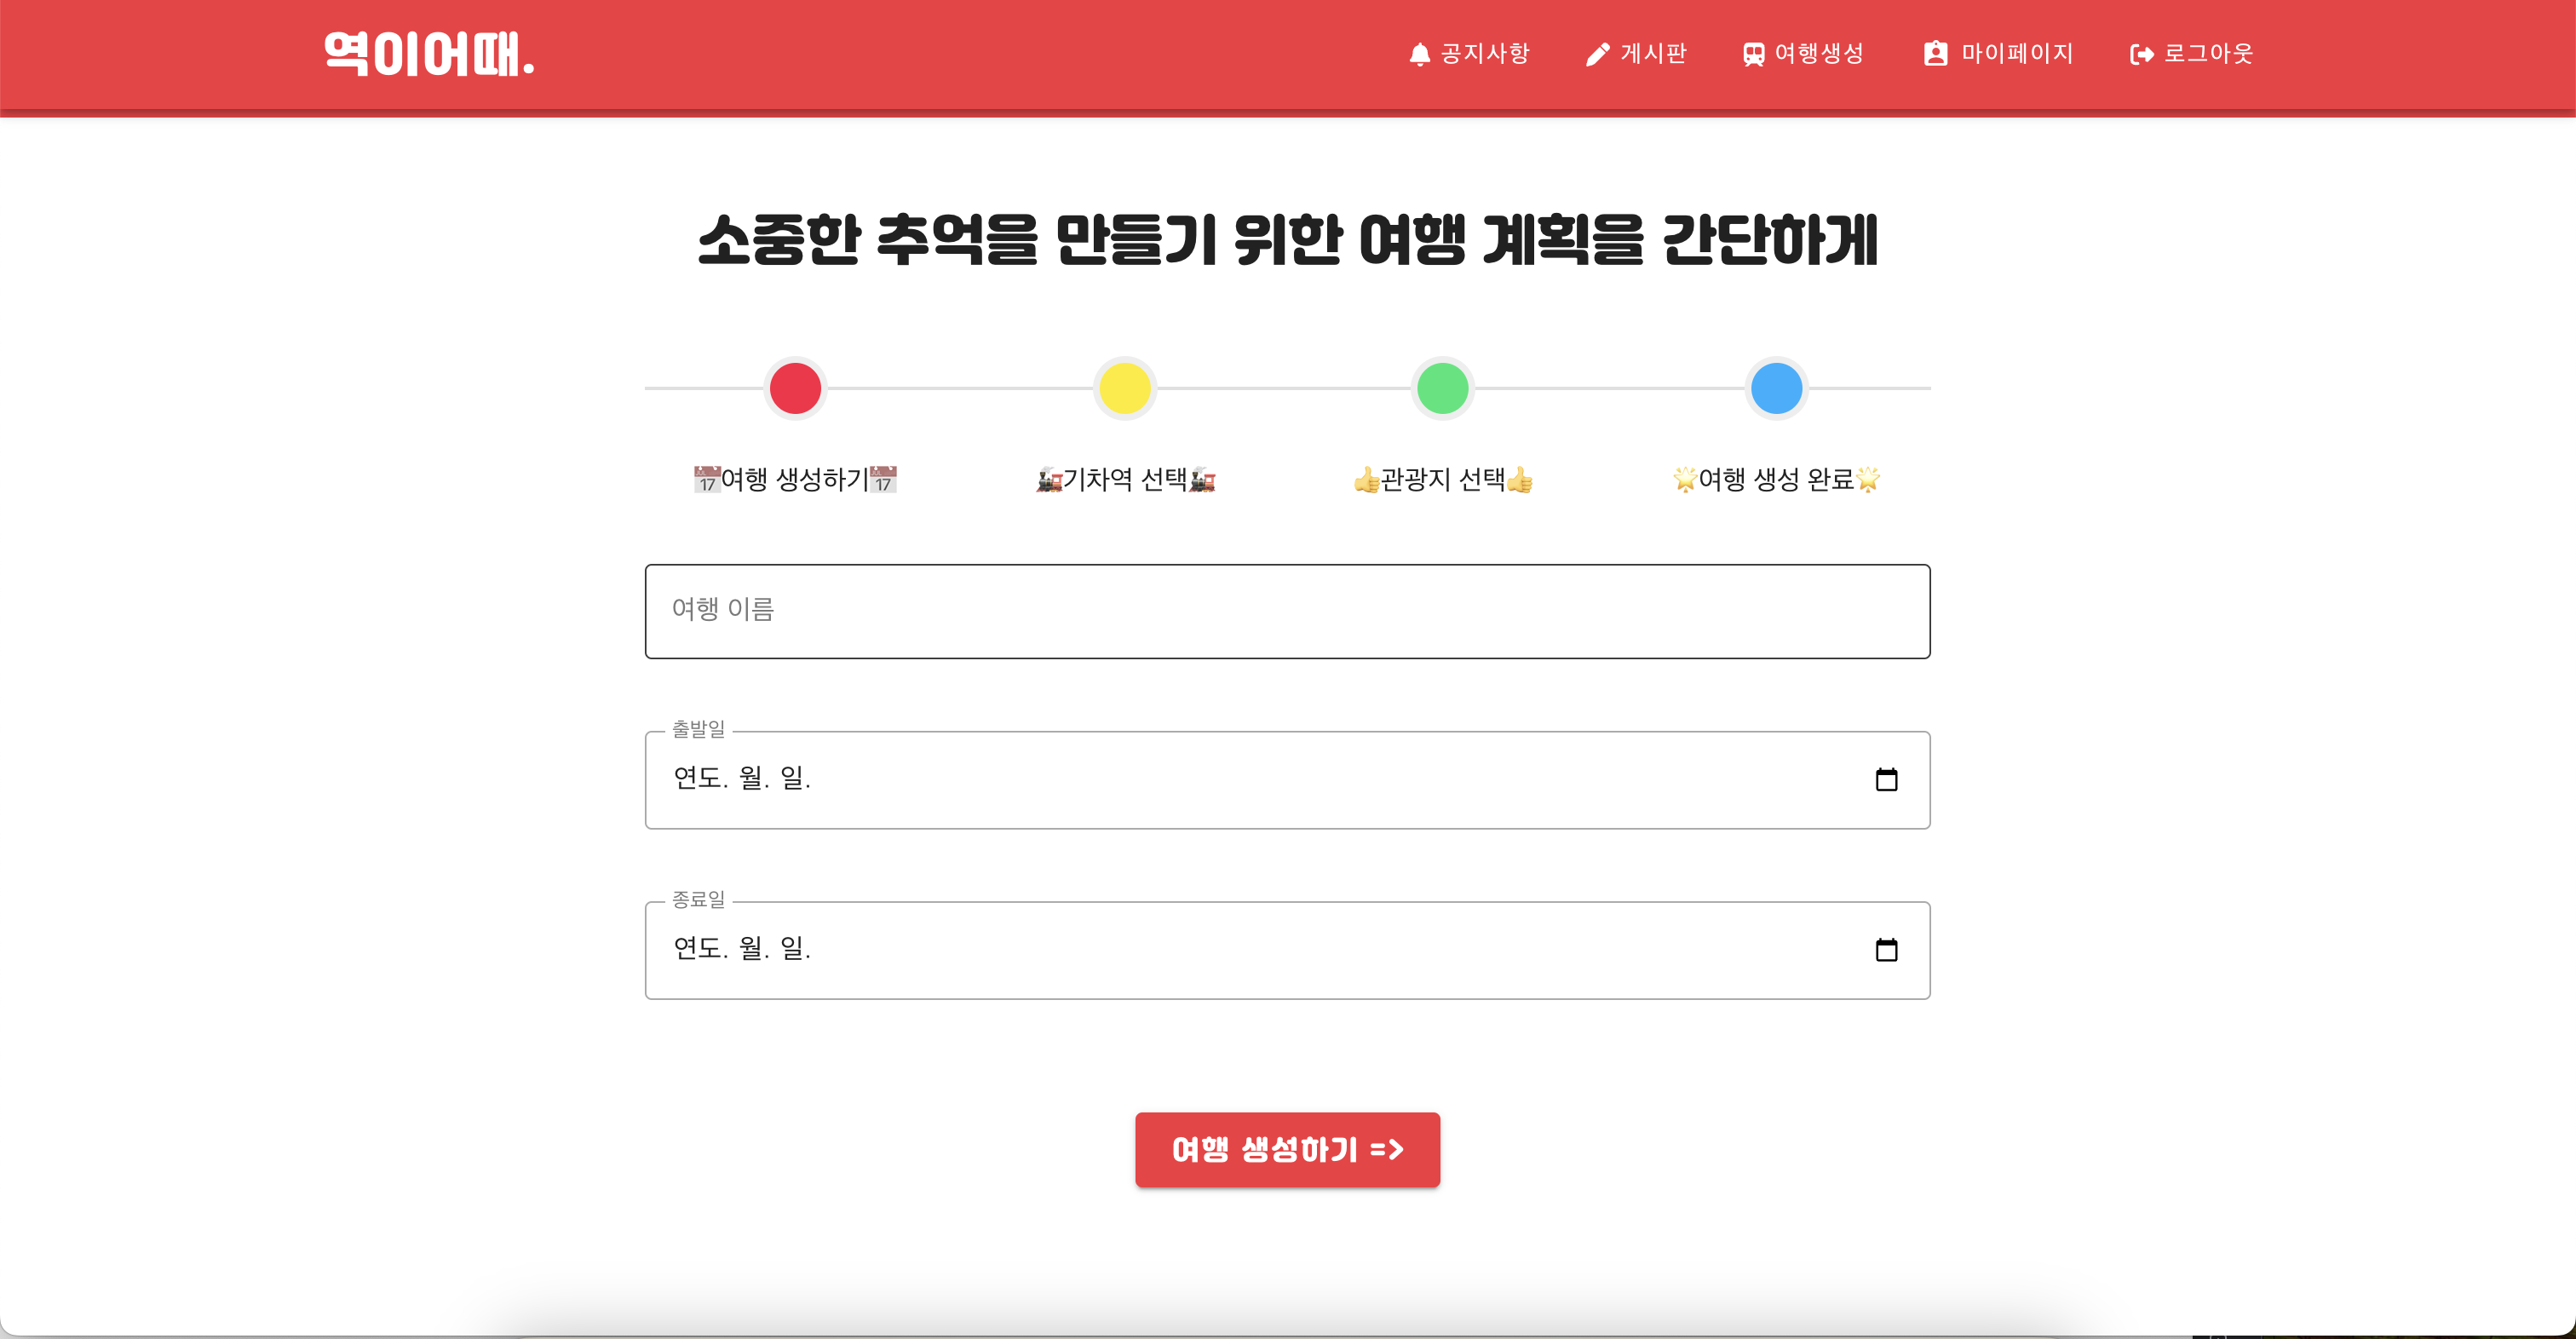 역이어때.
공지사항 게시판 여행생성 마이페이지 로그아웃
소중한 추억을 만들기 위한 여행 계획을 간단하게
📅여행 생성하기📅 🚂기차역 선택🚂 👍관광지 선택👍 🌟여행 생성 완료🌟
여행 이름
출발일
연도. 월. 일.
종료일
연도. 월. 일.
여행 생성하기 =>